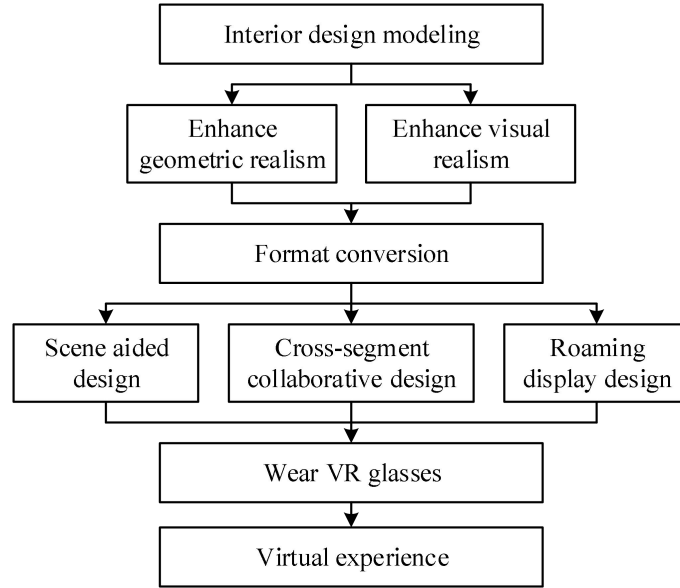 Interior design modeling
Enhance
geometric realism
Enhance visual
realism
Format conversion
Scene aided
design
Cross-segment
collaborative design
Roaming
display design
Wear VR glasses
Virtual experience